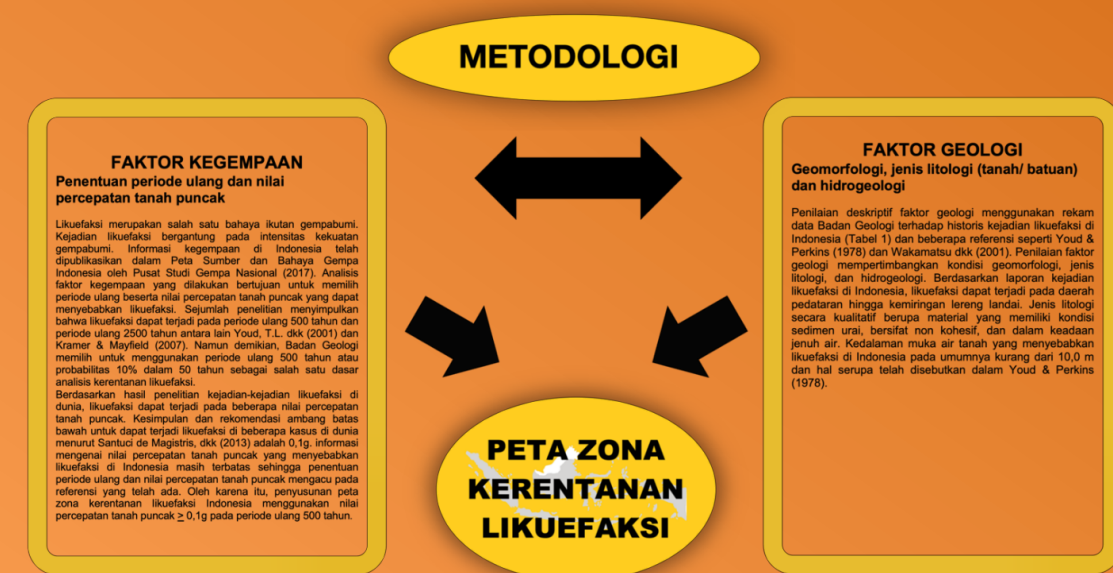 METODOLOGI
FAKTOR KEGEMPAAN
Penentuan periode ulang dan nilai
percepatan tanah puncak
Likuefaksi merupakan salah satu bahaya ikutan gempabumi.
Kejadian likuefaksi bergantung pada intensitas kekuatan
gempabumi. Informasi kegempaan di Indonesia telah
dipublikasikan dalam Peta Sumber dan Bahaya Gempa
Indonesia oleh Pusat Studi Gempa Nasional (2017). Analisis
faktor kegempaan yang dilakukan bertujuan untuk memilih
periode ulang beserta nilai percepatan tanah puncak yang dapat
menyebabkan likuefaksi. Sejumlah penelitian menyimpulkan
bahwa likuefaksi dapat terjadi pada periode ulang 500 tahun dan
periode ulang 2500 tahun antara lain Youd, T.L. dkk (2001) dan
Kramer & Mayfield (2007). Namun demikian, Badan Geologi
memilih untuk menggunakan periode ulang 500 tahun atau
probabilitas 10% dalam 50 tahun sebagai salah satu dasar
analisis kerentanan likuefaksi.
Berdasarkan hasil penelitian kejadian-kejadian likuefaksi di
dunia, likuefaksi dapat terjadi pada beberapa nilai percepatan
tanah puncak. Kesimpulan dan rekomendasi ambang batas
bawah untuk dapat terjadi likuefaksi di beberapa kasus di dunia
menurut Santuci de Magistris, dkk (2013) adalah 0,1g. informasi
mengenai nilai percepatan tanah puncak yang menyebabkan
likuefaksi di Indonesia masih terbatas sehingga penentuan
periode ulang dan nilai percepatan tanah puncak mengacu pada
referensi yang telah ada. Oleh karena itu, penyusunan peta
zona kerentanan likuefaksi Indonesia menggunakan nilai
percepatan tanah puncak ≥ 0,1g pada periode ulang 500 tahun.
FAKTOR GEOLOGI
Geomorfologi, jenis litologi (tanah/ batuan)
dan hidrogeologi
Penilaian deskriptif faktor geologi menggunakan rekam
data Badan Geologi terhadap historis kejadian likuefaksi di
Indonesia (Tabel 1) dan beberapa referensi seperti Youd &
Perkins (1978) dan Wakamatsu dkk (2001). Penilaian faktor
geologi mempertimbangkan kondisi geomorfologi, jenis
litologi, dan hidrogeologi. Berdasarkan laporan kejadian
likuefaksi di Indonesia, likuefaksi dapat terjadi pada daerah
pedataran hingga kemiringan lereng landai. Jenis litologi
secara kualitatif berupa material yang memiliki kondisi
sedimen urai, bersifat non kohesif, dan dalam keadaan
jenuh air. Kedalaman muka air tanah yang menyebabkan
likuefaksi di Indonesia pada umumnya kurang dari 10,0 m
dan hal serupa telah disebutkan dalam Youd & Perkins
(1978).
PETA ZONA
KERENTANAN
LIKUEFAKSI